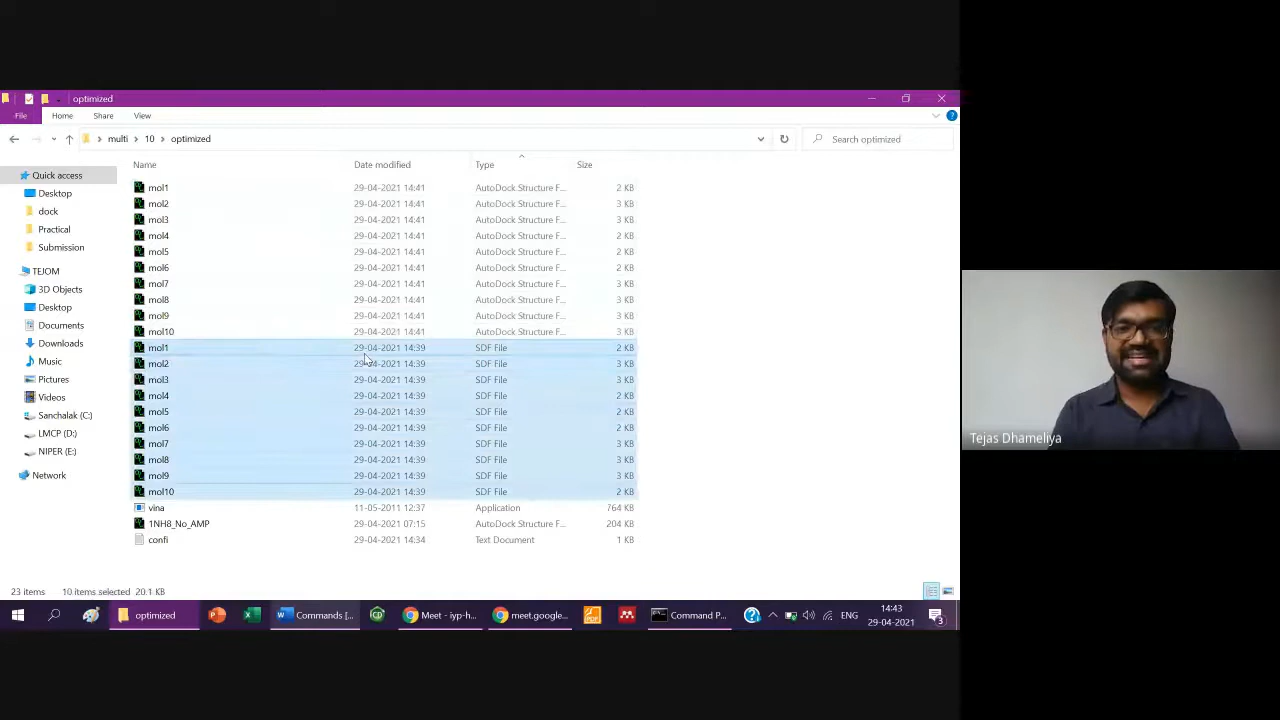 optimized
File Home Share View
multi 10 optimized
Search optimized
Name Date modified Type Size
Quick access
Desktop
dock
Practical
Submission
TEJOM
3D Objects
Desktop
Documents
Downloads
Music
Pictures
Videos
Sanchalak (C:)
LMCP (D:)
NIPER (E:)
Network
mol1 29-04-2021 14:41 AutoDock Structure F... 2 KB
mol2 29-04-2021 14:41 AutoDock Structure F... 3 KB
mol3 29-04-2021 14:41 AutoDock Structure F... 3 KB
mol4 29-04-2021 14:41 AutoDock Structure F... 2 KB
mol5 29-04-2021 14:41 AutoDock Structure F... 2 KB
mol6 29-04-2021 14:41 AutoDock Structure F... 2 KB
mol7 29-04-2021 14:41 AutoDock Structure F... 3 KB
mol8 29-04-2021 14:41 AutoDock Structure F... 3 KB
mol9 29-04-2021 14:41 AutoDock Structure F... 3 KB
mol10 29-04-2021 14:41 AutoDock Structure F... 3 KB
mol1 29-04-2021 14:39 SDF File 2 KB
mol2 29-04-2021 14:39 SDF File 3 KB
mol3 29-04-2021 14:39 SDF File 3 KB
mol4 29-04-2021 14:39 SDF File 2 KB
mol5 29-04-2021 14:39 SDF File 2 KB
mol6 29-04-2021 14:39 SDF File 2 KB
mol7 29-04-2021 14:39 SDF File 3 KB
mol8 29-04-2021 14:39 SDF File 3 KB
mol9 29-04-2021 14:39 SDF File 3 KB
mol10 29-04-2021 14:39 SDF File 2 KB
vina 11-05-2011 12:37 Application 764 KB
1NH8_No_AMP 29-04-2021 07:15 AutoDock Structure F... 204 KB
confi 29-04-2021 14:34 Text Document 1 KB
23 items 10 items selected 20.1 KB
optimized Commands [... Meet - iyp-h... meet.google... Command P... ENG
14:43
29-04-2021
3
Tejas Dhameliya